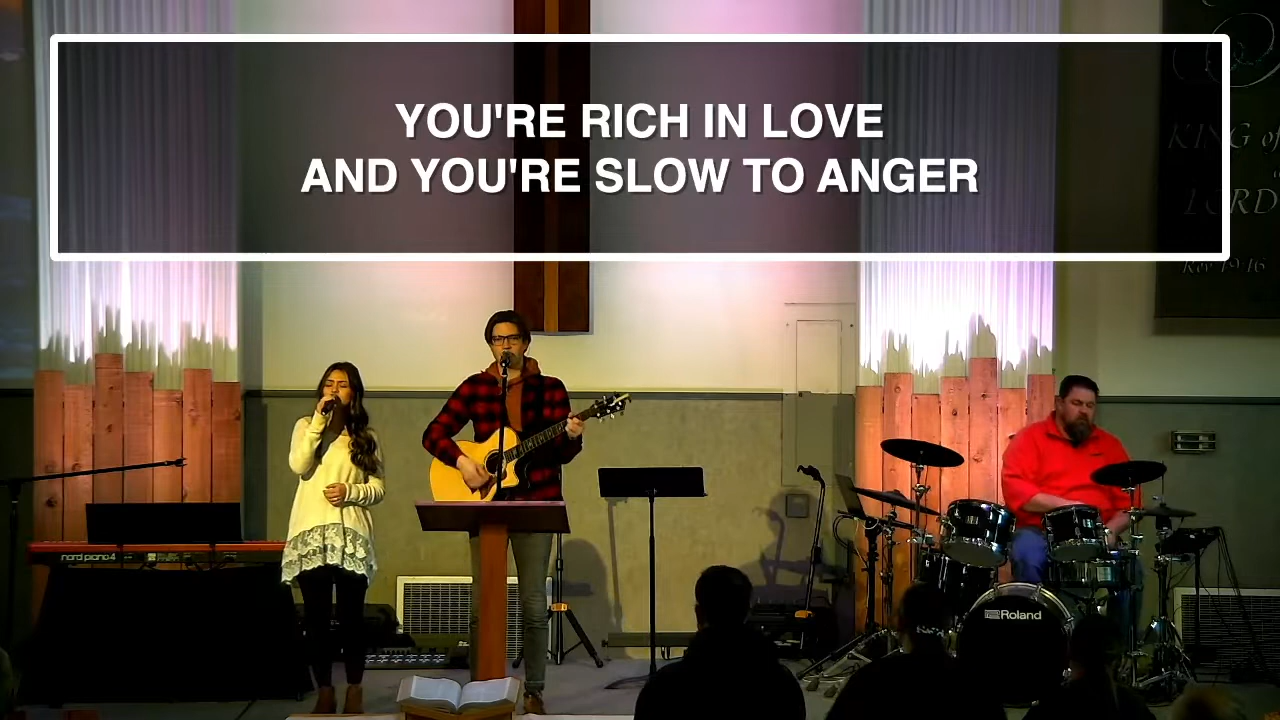 YOU'RE RICH IN LOVE
AND YOU'RE SLOW TO ANGER
KING of
LORD
Rev 19:16
nord piano 4
Roland